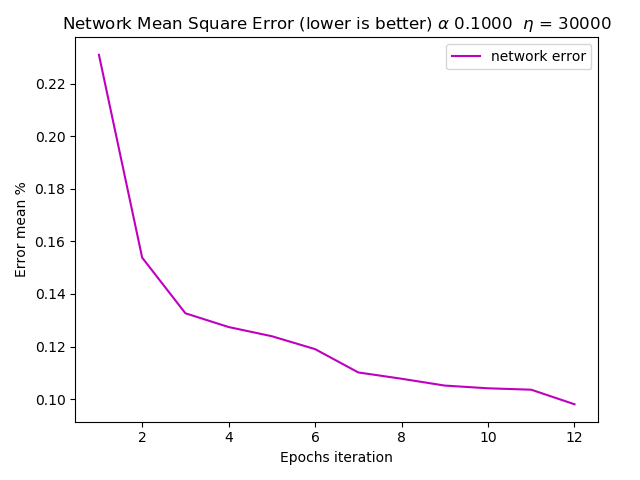 Network Mean Square Error (lower is better) α 0.1000 η = 30000
network error
Error mean %
0.22
0.20
0.18
0.16
0.14
0.12
0.10
2 4 6 8 10 12
Epochs iteration